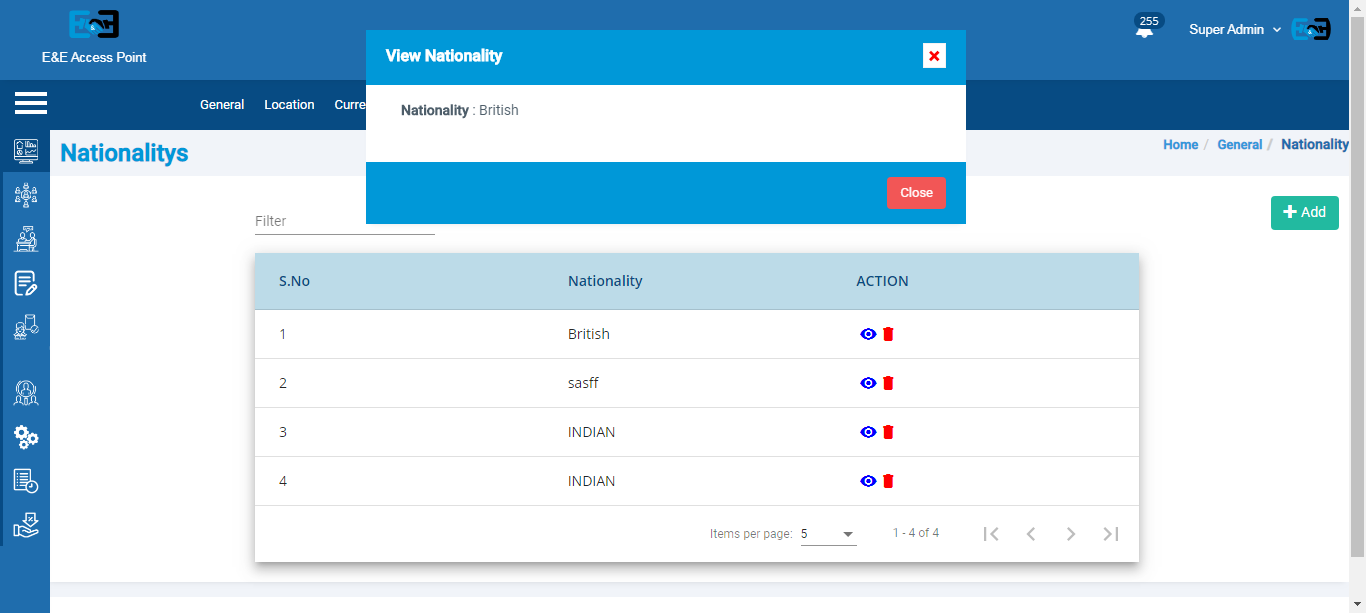 E&E
255
Super Admin
E&E
E&E Access Point
View Nationality
General Location Curre
Nationality : British
Nationalitys
Home / General / Nationality
Close
Filter
Add
S.No Nationality ACTION
1 British
2 sasff
3 INDIAN
4 INDIAN
Items per page: 5 1 - 4 of 4